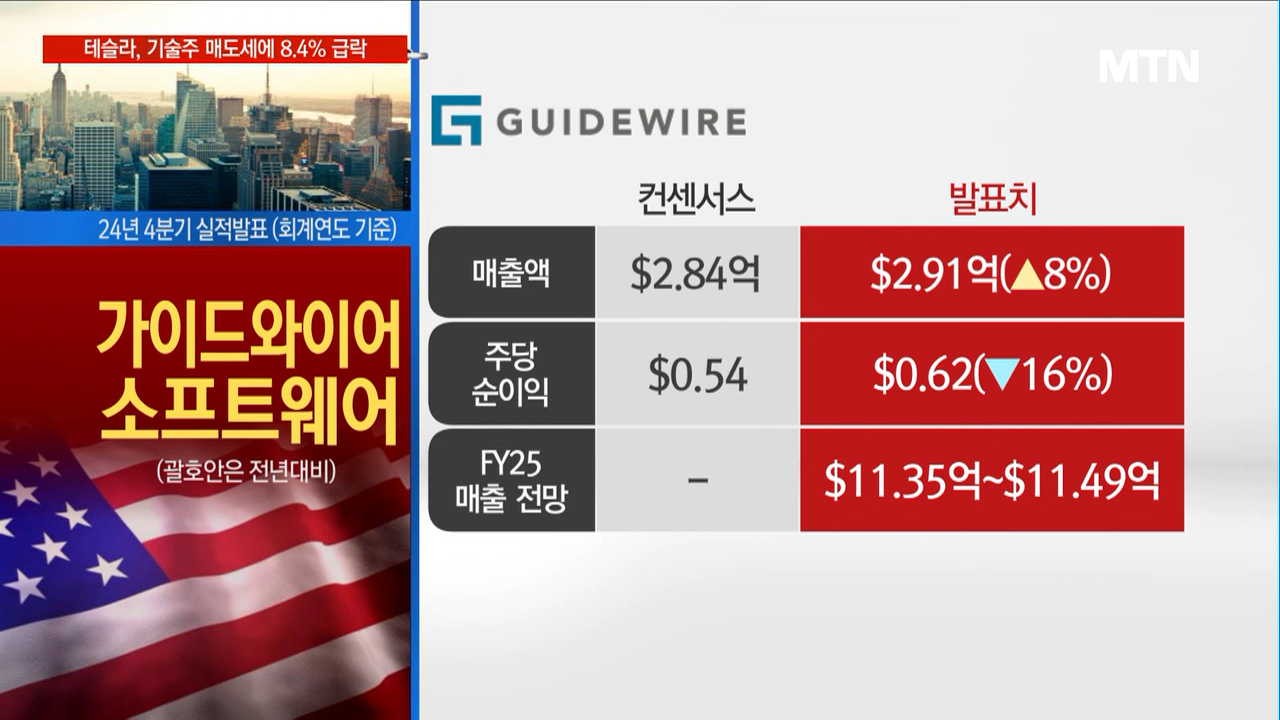 테슬라, 기술주 매도세에 8.4% 급락
MTN
GUIDEWIRE
24년 4분기 실적발표 (회계연도 기준)
가이드와이어
소프트웨어
(괄호안은 전년대비)
컨센서스 발표치
매출액 $2.84억 $2.91억(▲8%)
주당
순이익 $0.54 $0.62(▼16%)
FY25
매출 전망 - $11.35억~$11.49억